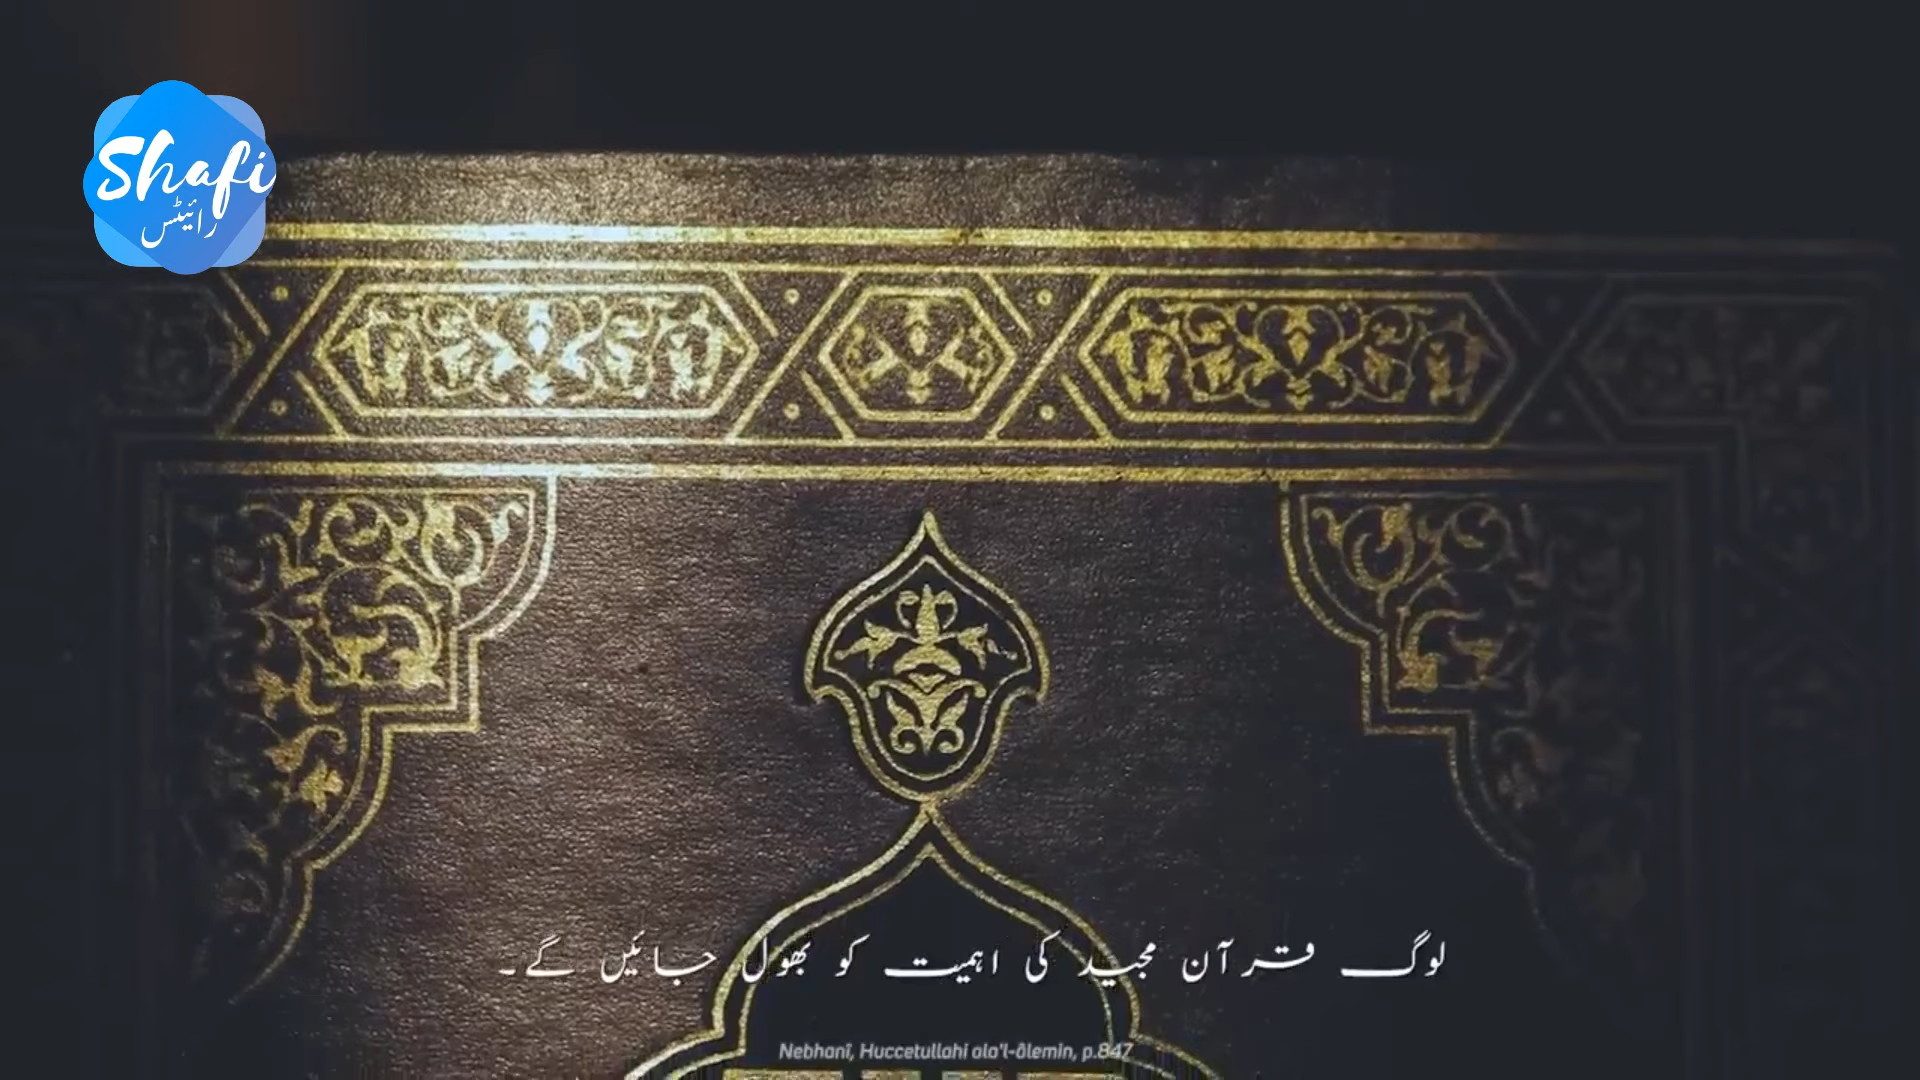 Shafi
رائیٹس
لوگ قرآن مجید کی اہمیت کو بھول جائیں گے۔
Nebhanî, Huccetullahi ala'l-âlemin, p.847